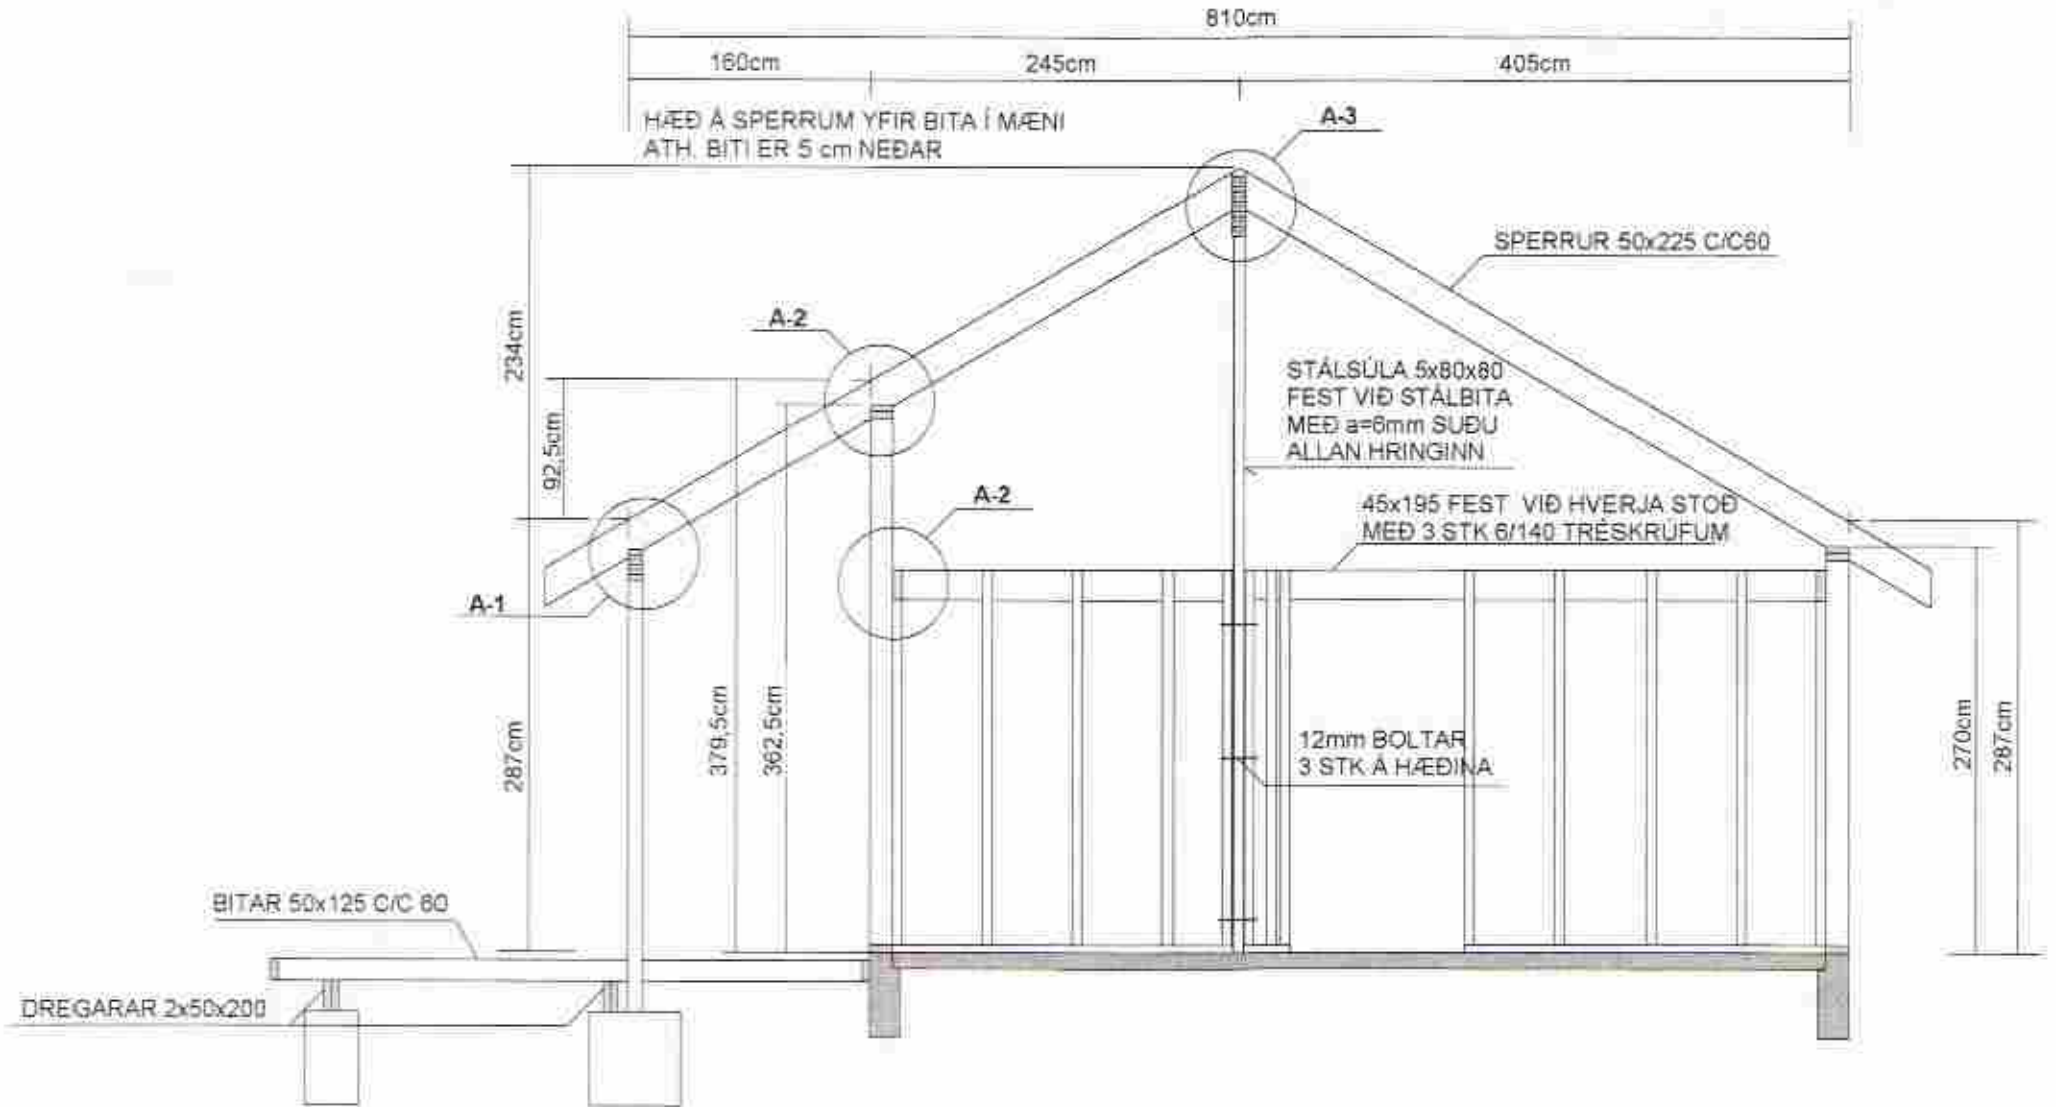 810cm
160cm
245cm
405cm
HÆÐ Á SPERRUM YFIR BITA Í MÆNI
ATH. BITI ER 5 cm NEÐAR
A-3
SPERRUR 50x225 C/C60
A-2
234cm
92,5cm
STÁLSÚLA 5x80x80
FEST VIÐ STÁLBITA
MEÐ a=6mm SUÐU
ALLAN HRINGINN
A-2
45x195 FEST VIÐ HVERJA STOÐ
MEÐ 3 STK 6/140 TRÉSKRÚFUM
A-1
287cm
379,5cm
362,5cm
12mm BOLTAR
3 STK Á HÆÐINA
270cm
287cm
BITAR 50x125 C/C 60
DREGARAR 2x50x200